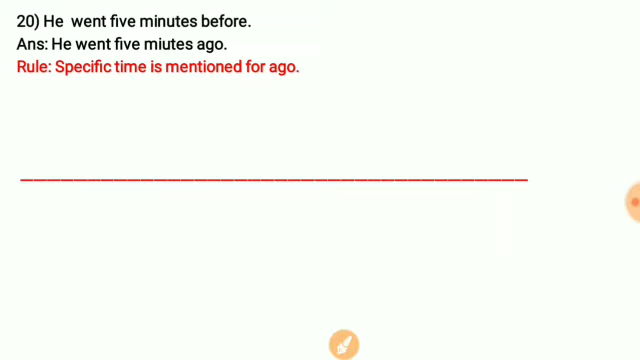 20) He went five minutes before.
Ans: He went five miutes ago.
Rule: Specific time is mentioned for ago.